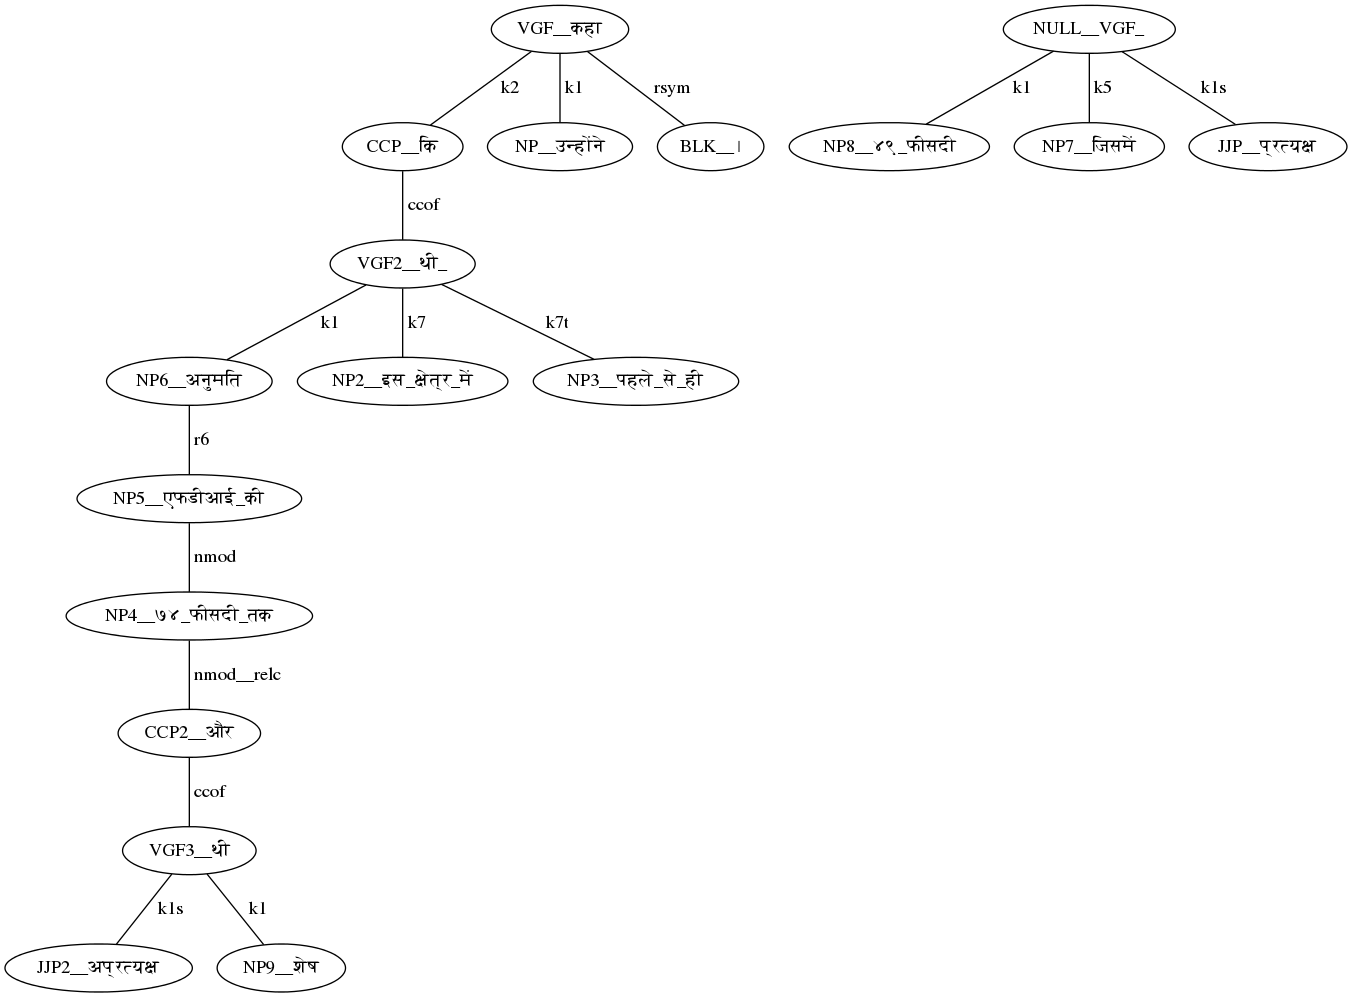 VGF__कहा NULL__VGF_
k2 k1 rsym k1 k5 k1s
CCP__कि NP__उन्होंने BLK__। NP8__४९_फीसदी NP7__जिसमें JJP__प्रत्यक्ष
ccof
VGF2__थी_
k1 k7 k7t
NP6__अनुमति NP2__इस_क्षेत्र_में NP3__पहले_से_ही
r6
NP5__एफडीआई_की
nmod
NP4__७४_फीसदी_तक
nmod__relc
CCP2__और
ccof
VGF3__थी
k1s k1
JJP2__अप्रत्यक्ष NP9__शेष